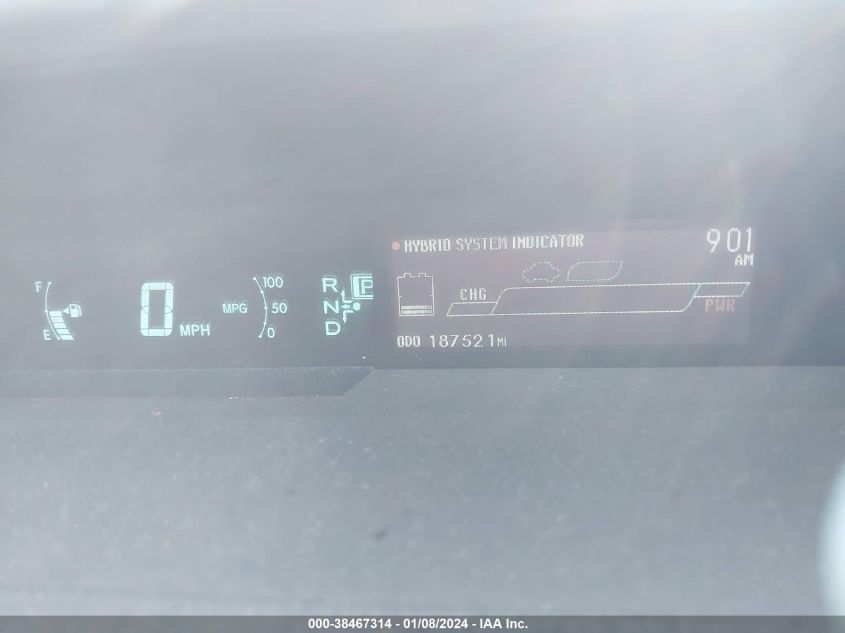 HYBRID SYSTEM INDICATOR
901
AM
F
E
0 MPH
MPG
100
50
0
R
N
D
P
CHG
PWR
ODO 187521 MI
000-38467314 - 01/08/2024 - IAA Inc.